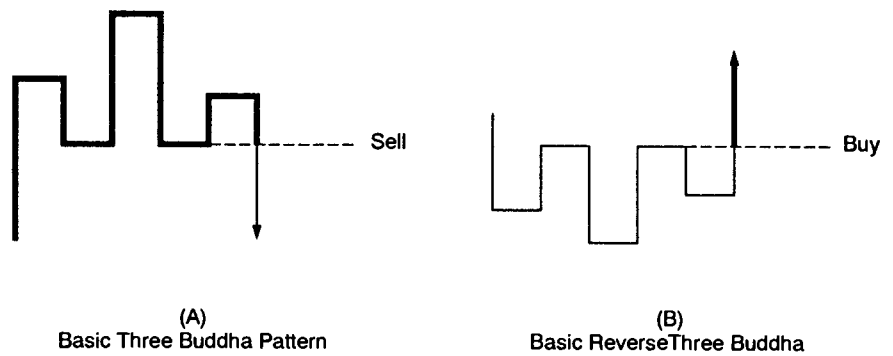 Sell
Buy
(A)
Basic Three Buddha Pattern
(B)
Basic ReverseThree Buddha